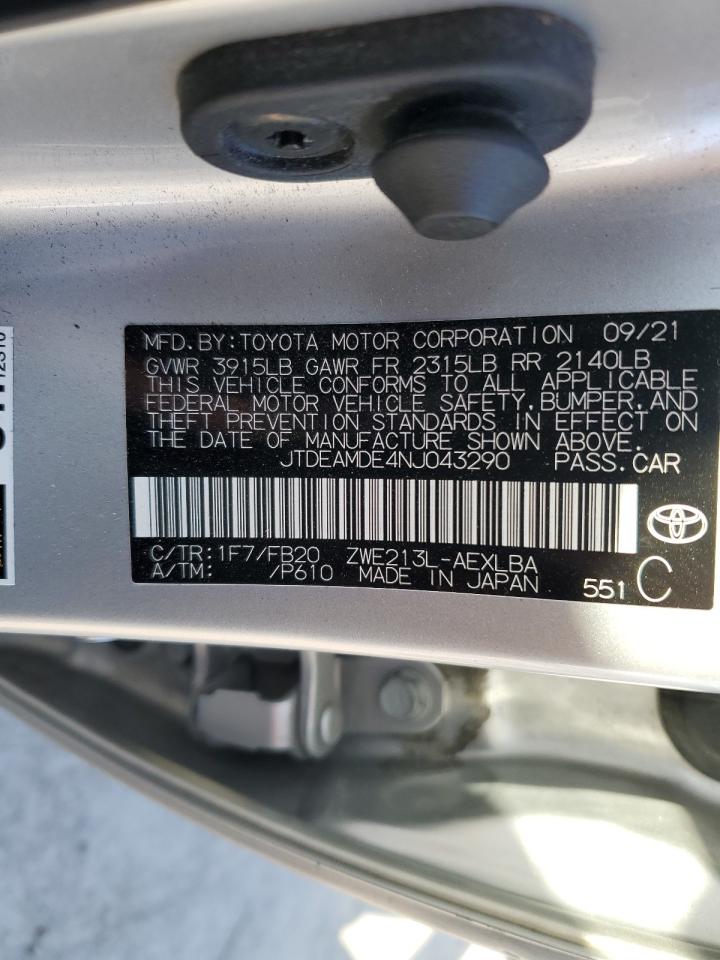 MFD.BY:TOYOTA MOTOR CORPORATION 09/21
GVWR 3915LB GAWR FR 2315LB RR 2140LB
THIS VEHICLE CONFORMS TO ALL APPLICABLE
FEDERAL MOTOR VEHICLE SAFETY,BUMPER,AND
THEFT PREVENTION STANDARDS IN EFFECT ON
THE DATE OF MANUFACTURE SHOWN ABOVE.
JTDEAMDE4NJ043290 PASS.CAR
C/TR:1F7/FB20 ZWE213L-AEXLBA
A/TM: /P610 MADE IN JAPAN
551 C